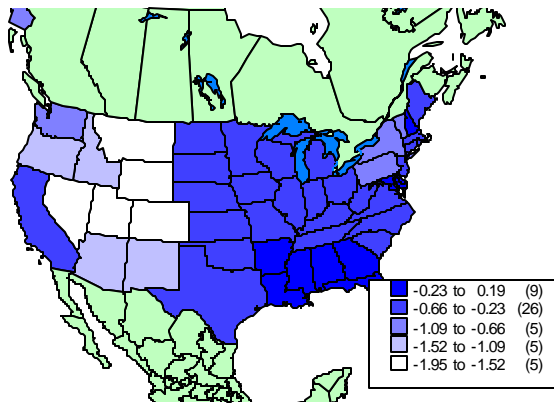 -0.23 to 0.19 (9)
-0.66 to -0.23 (26)
-1.09 to -0.66 (5)
-1.52 to -1.09 (5)
-1.95 to -1.52 (5)